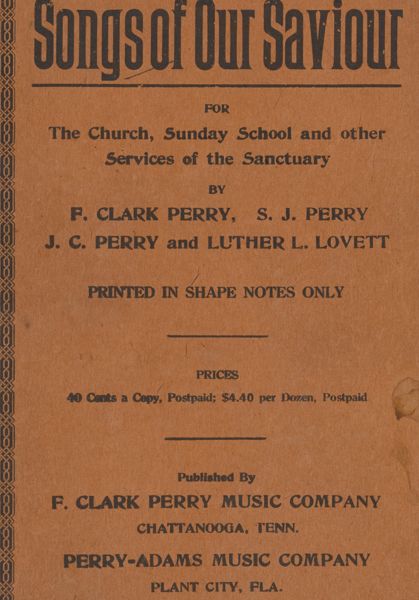 Songs of Our Saviour
FOR
The Church, Sunday School and other
Services of the Sanctuary
BY
F. CLARK PERRY, S. J. PERRY
J. C. PERRY and LUTHER L. LOVETT
PRINTED IN SHAPE NOTES ONLY
PRICES
40 Cents a Copy, Postpaid; $4.40 per Dozen, Postpaid
Published By
F. CLARK PERRY MUSIC COMPANY
CHATTANOOGA, TENN.
PERRY-ADAMS MUSIC COMPANY
PLANT CITY, FLA.